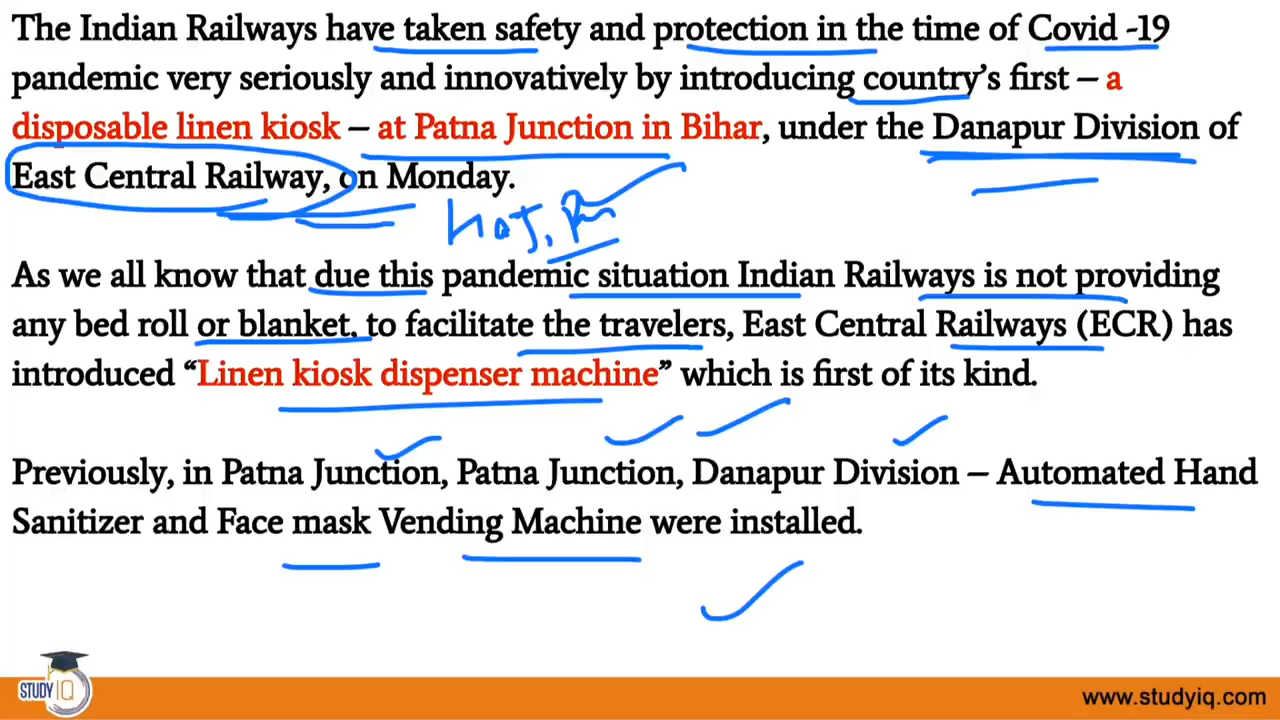 The Indian Railways have taken safety and protection in the time of Covid -19
pandemic very seriously and innovatively by introducing country's first – a
disposable linen kiosk – at Patna Junction in Bihar, under the Danapur Division of
East Central Railway, on Monday.
As we all know that due this pandemic situation Indian Railways is not providing
any bed roll or blanket, to facilitate the travelers, East Central Railways (ECR) has
introduced “Linen kiosk dispenser machine” which is first of its kind.
Previously, in Patna Junction, Patna Junction, Danapur Division – Automated Hand
Sanitizer and Face mask Vending Machine were installed.
STUDY IQ
www.studyiq.com